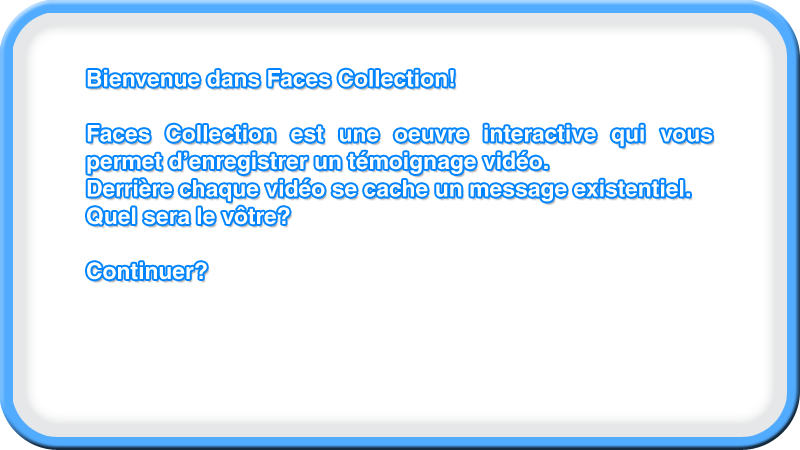 Bienvenue dans Faces Collection!
Faces Collection est une oeuvre interactive qui vous
permet d'enregistrer un témoignage vidéo.
Derrière chaque vidéo se cache un message existentiel.
Quel sera le vôtre?
Continuer?